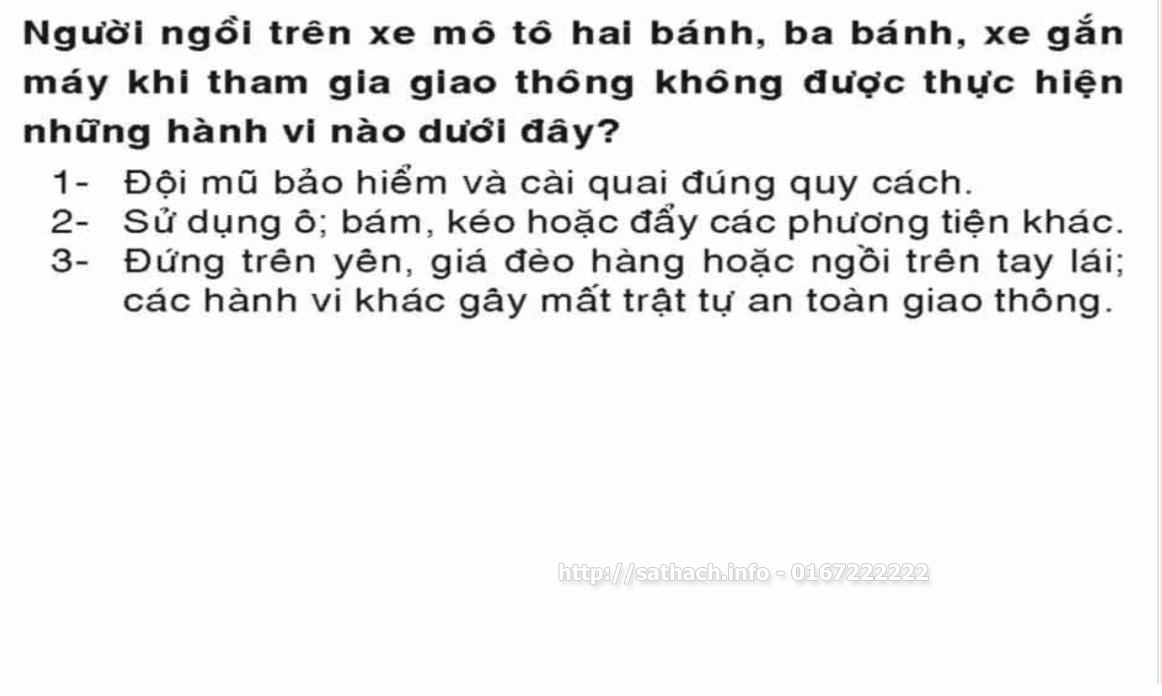 Người ngồi trên xe mô tô hai bánh, ba bánh, xe gắn
máy khi tham gia giao thông không được thực hiện
những hành vi nào dưới đây?
1- Đội mũ bảo hiểm và cài quai đúng quy cách.
2- Sử dụng ô; bám, kéo hoặc đẩy các phương tiện khác.
3- Đứng trên yên, giá đèo hàng hoặc ngồi trên tay lái;
các hành vi khác gây mất trật tự an toàn giao thông.
http://sathach.info - 0167222222